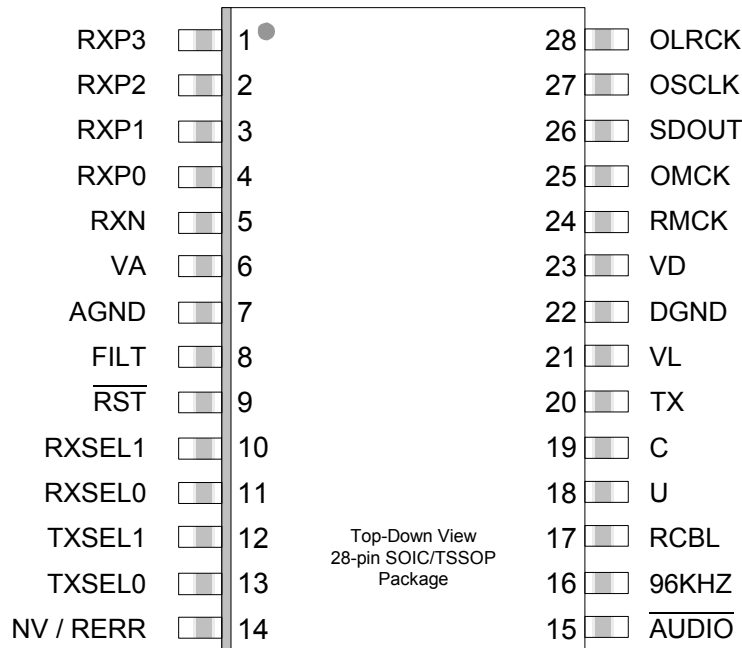 RXP3 1 28 OLRCK
RXP2 2 27 OSCLK
RXP1 3 26 SDOUT
RXP0 4 25 OMCK
RXN 5 24 RMCK
VA 6 23 VD
AGND 7 22 DGND
FILT 8 21 VL
RST 9 20 TX
RXSEL1 10 19 C
RXSEL0 11 18 U
TXSEL1 12 Top-Down View 17 RCBL
28-pin SOIC/TSSOP
TXSEL0 13 Package 16 96KHZ
NV / RERR 14 15 AUDIO